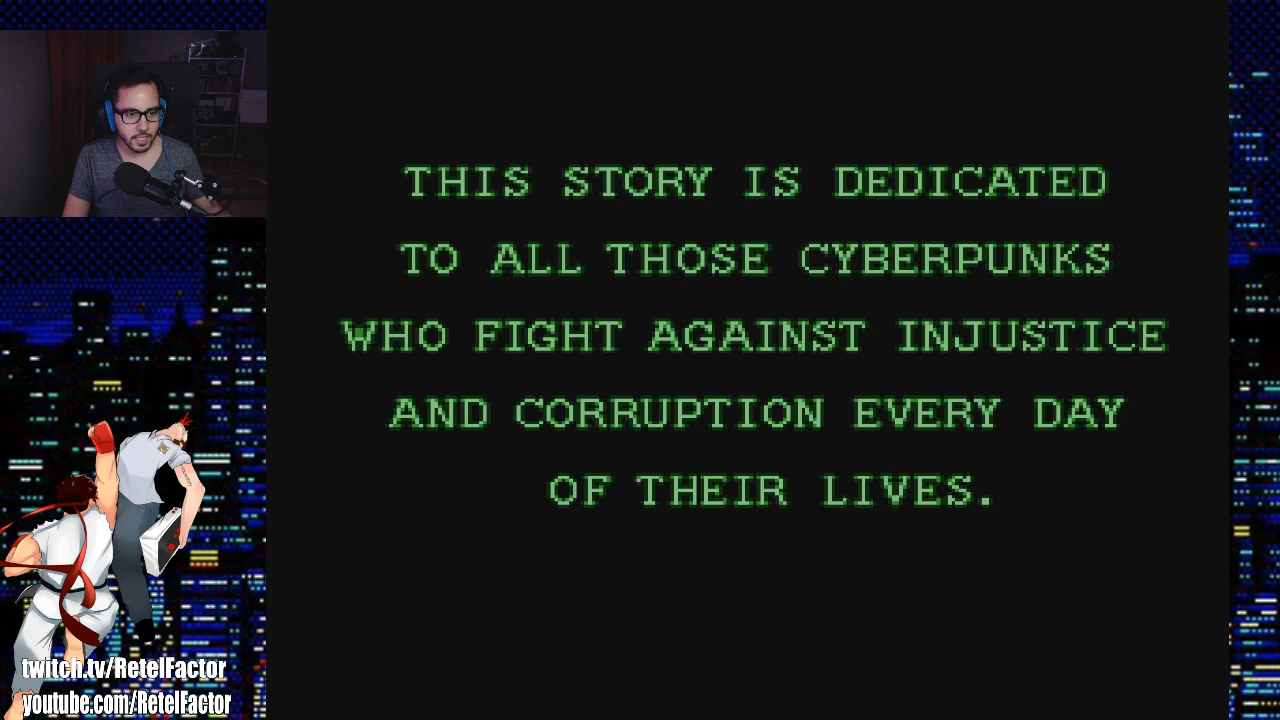 THIS STORY IS DEDICATED
TO ALL THOSE CYBERPUNKS
WHO FIGHT AGAINST INJUSTICE
AND CORRUPTION EVERY DAY
OF THEIR LIVES.
twitch.tv/RetelFactor
youtube.com/RetelFactor